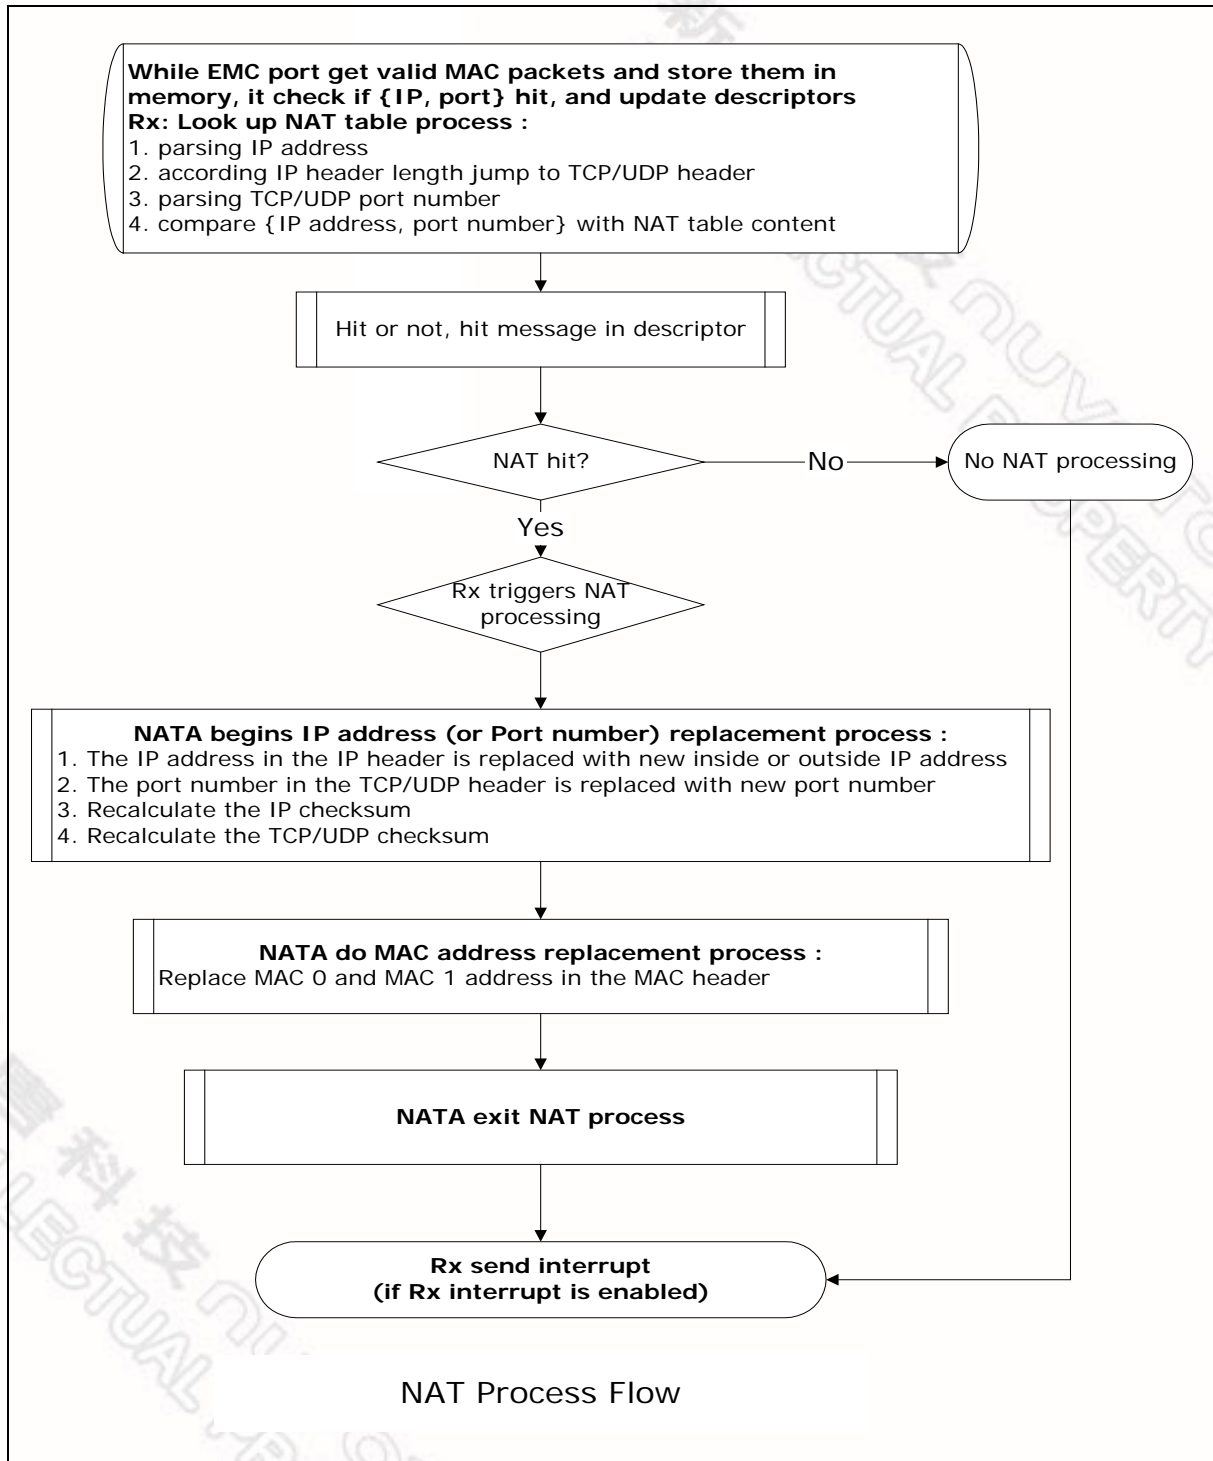 While EMC port get valid MAC packets and store them in
memory, it check if {IP, port} hit, and update descriptors
Rx: Look up NAT table process :
1. parsing IP address
2. according IP header length jump to TCP/UDP header
3. parsing TCP/UDP port number
4. compare {IP address, port number} with NAT table content
Hit or not, hit message in descriptor
NAT hit?
No
No NAT processing
Yes
Rx triggers NAT
processing
NATA begins IP address (or Port number) replacement process :
1. The IP address in the IP header is replaced with new inside or outside IP address
2. The port number in the TCP/UDP header is replaced with new port number
3. Recalculate the IP checksum
4. Recalculate the TCP/UDP checksum
NATA do MAC address replacement process :
Replace MAC 0 and MAC 1 address in the MAC header
NATA exit NAT process
Rx send interrupt
(if Rx interrupt is enabled)
NAT Process Flow